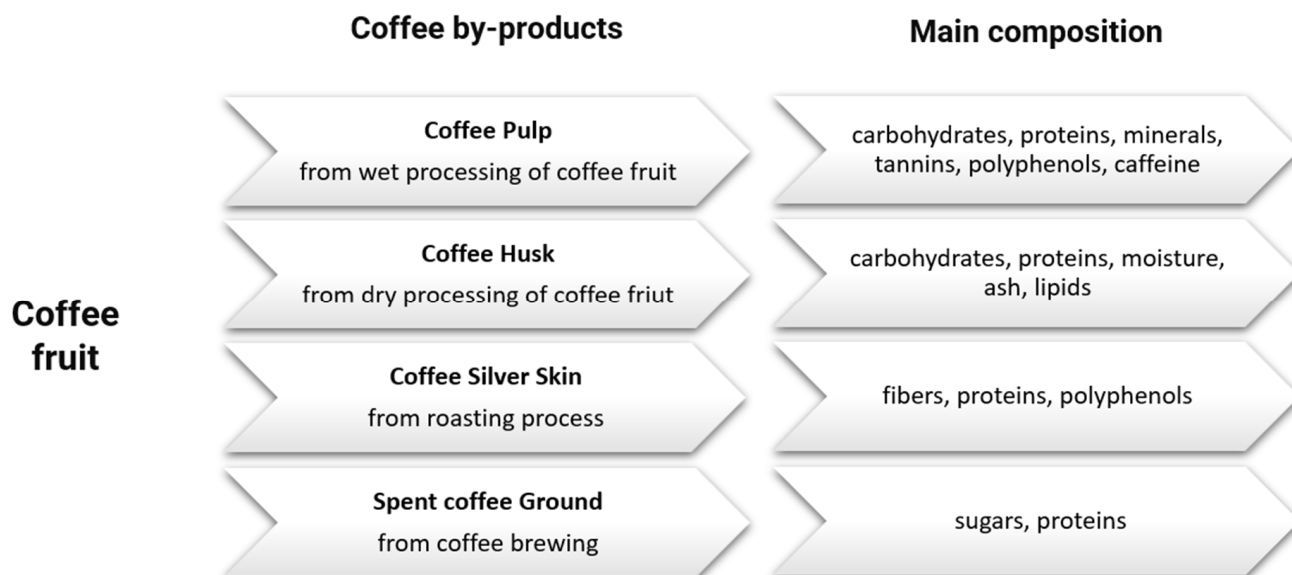 Coffee by-products
Main composition
Coffee
fruit
Coffee Pulp
from wet processing of coffee fruit
carbohydrates, proteins, minerals,
tannins, polyphenols, caffeine
Coffee Husk
from dry processing of coffee friut
carbohydrates, proteins, moisture,
ash, lipids
Coffee Silver Skin
from roasting process
fibers, proteins, polyphenols
Spent coffee Ground
from coffee brewing
sugars, proteins